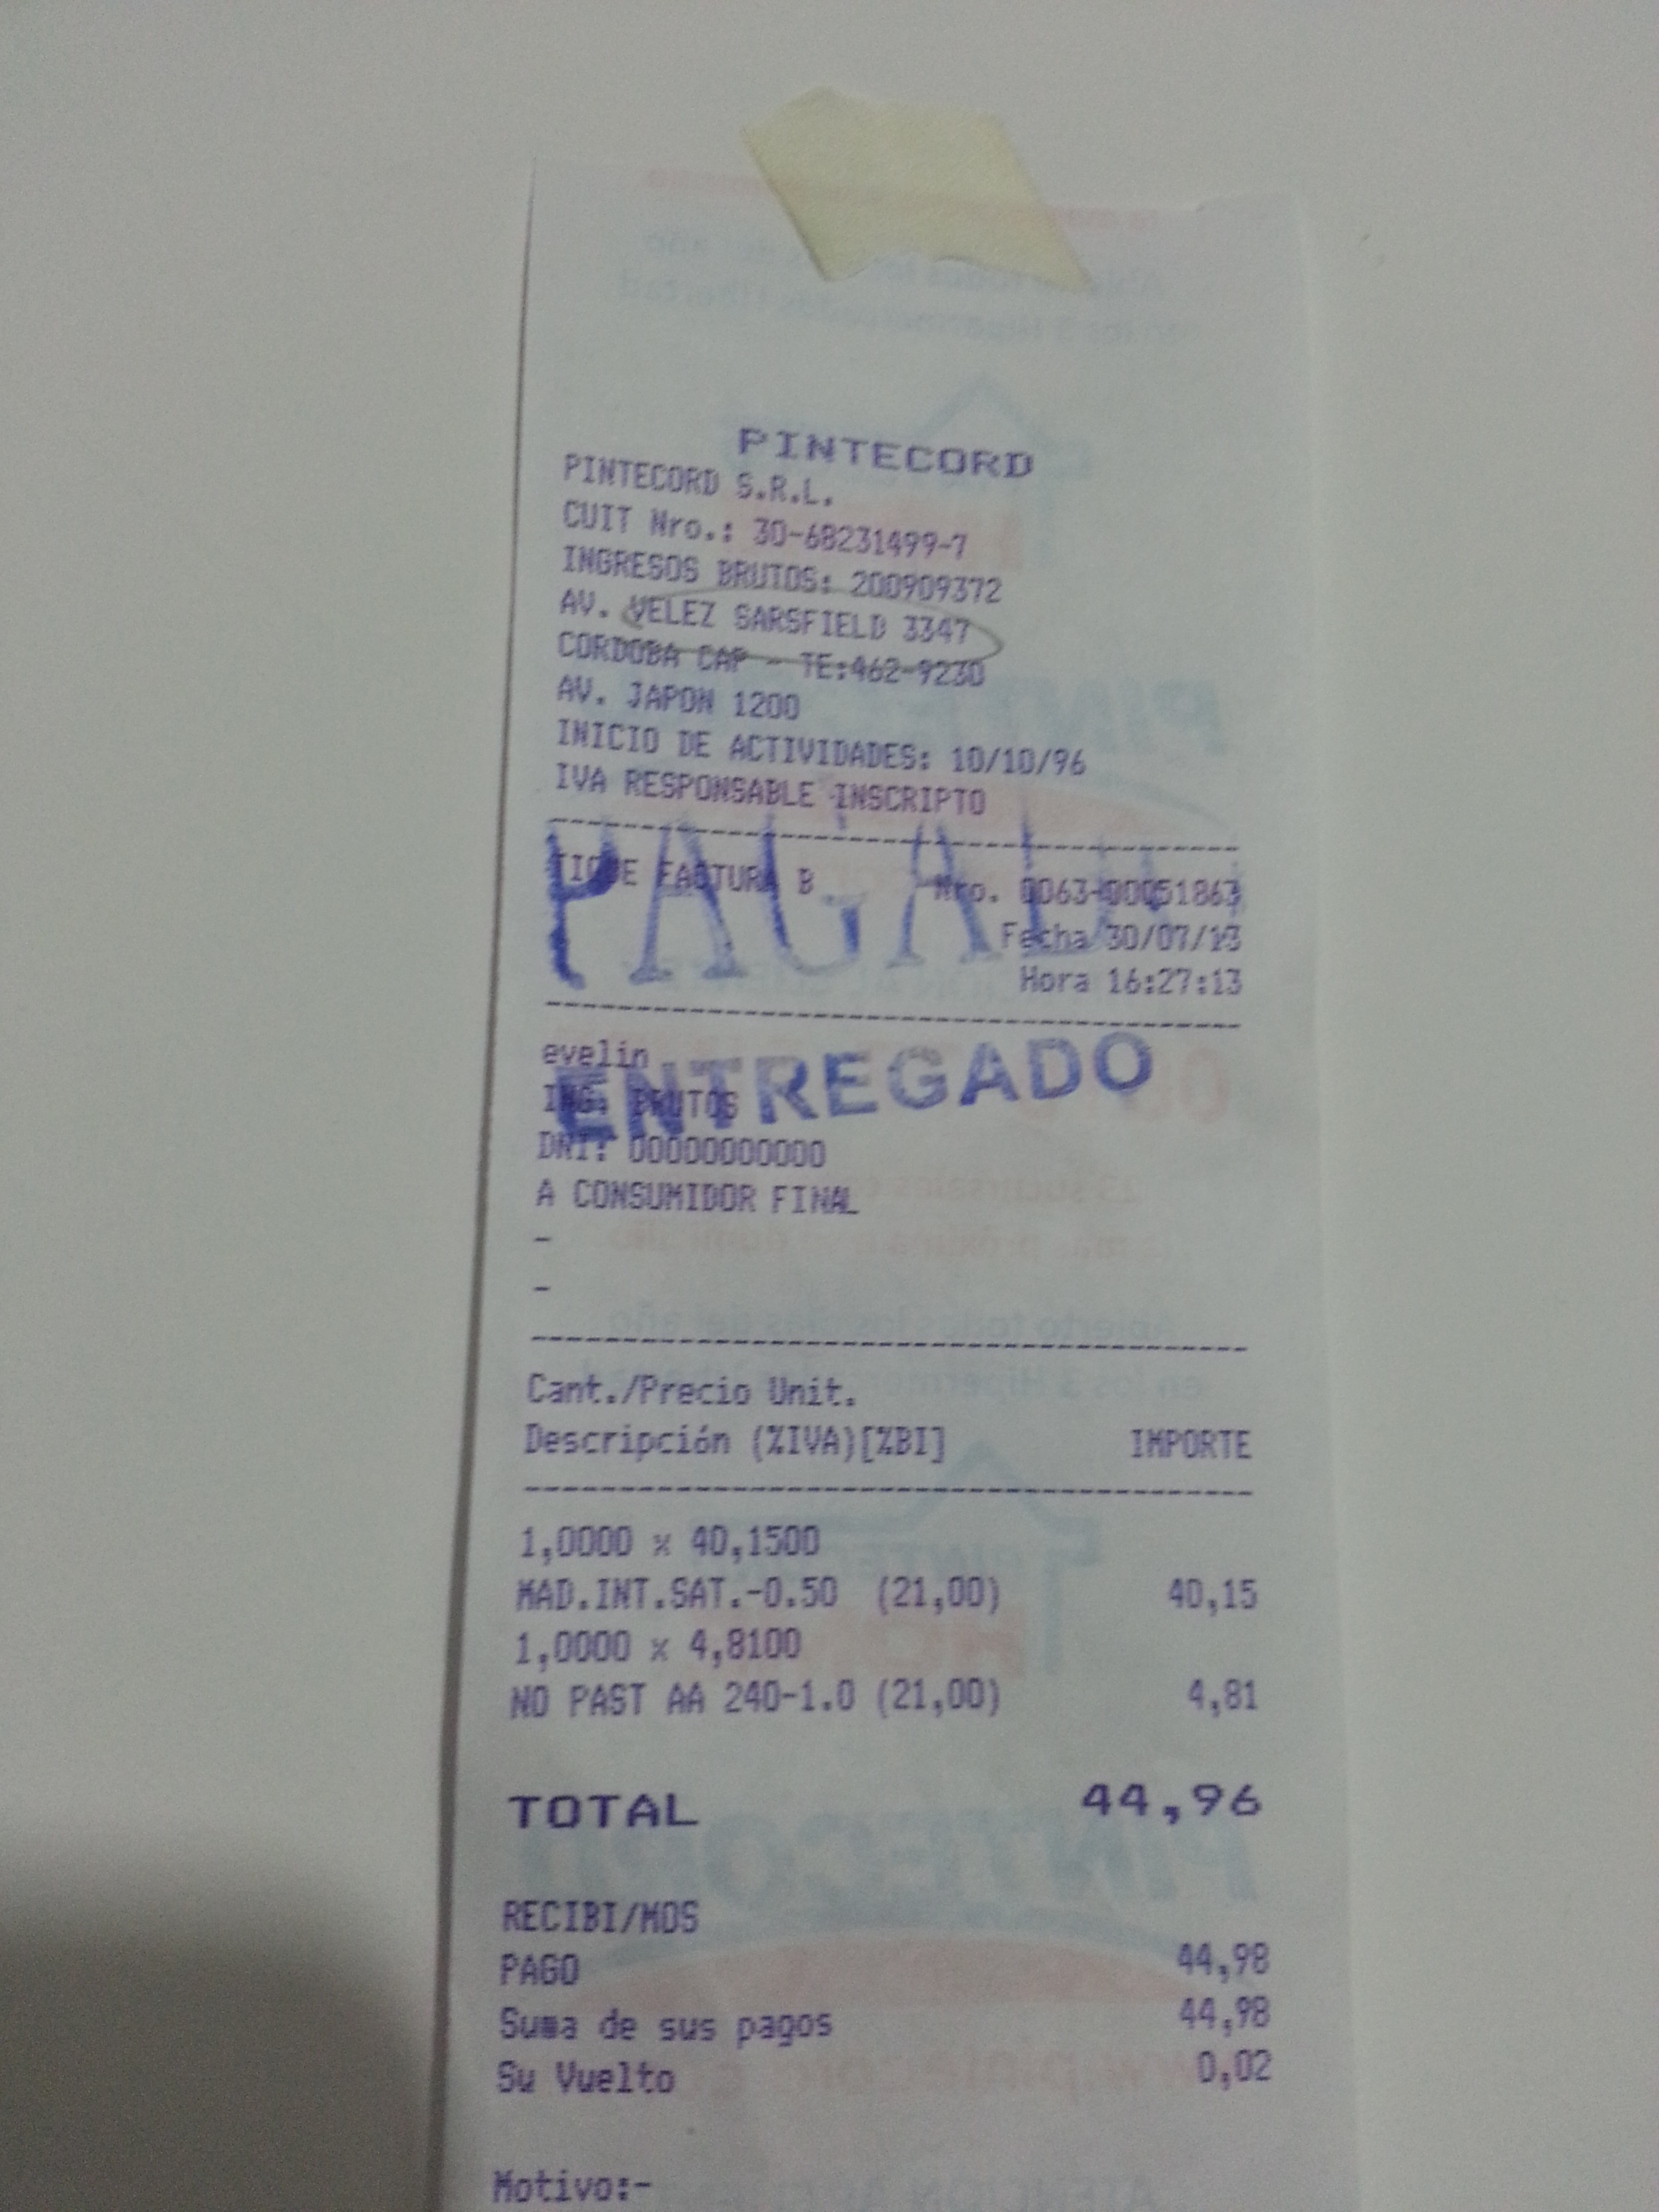 PINTECORD
PINTECORD S.R.L.
CUIT Nro.: 30-68231499-7
INGRESOS BRUTOS: 200909372
AV. VELEZ SARSFIELD 3347
CORDOBA CAP - TE:462-9230
AV. JAPON 1200
INICIO DE ACTIVIDADES: 10/10/96
IVA RESPONSABLE INSCRIPTO
TIQUE FACTURA B Nro. 0063-00051863
PAGADO
Fecha 30/07/13
Hora 16:27:13
evelin
ENTREGADO
ING. BRUTOS
DNI: 00000000000
A CONSUMIDOR FINAL
-
-
Cant./Precio Unit.
Descripción (%IVA)[%BI] IMPORTE
1,0000 x 40,1500
MAD.INT.SAT.-0.50 (21,00) 40,15
1,0000 x 4,8100
NO PAST AA 240-1.0 (21,00) 4,81
TOTAL 44,96
RECIBI/MOS
PAGO 44,98
Suma de sus pagos 44,98
Su Vuelto 0,02
Motivo:-